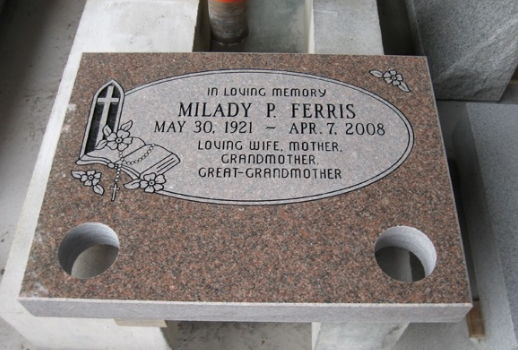 IN LOVING MEMORY
MILADY P. FERRIS
MAY 30, 1921 - APR. 7, 2008
LOVING WIFE, MOTHER,
GRANDMOTHER,
GREAT-GRANDMOTHER